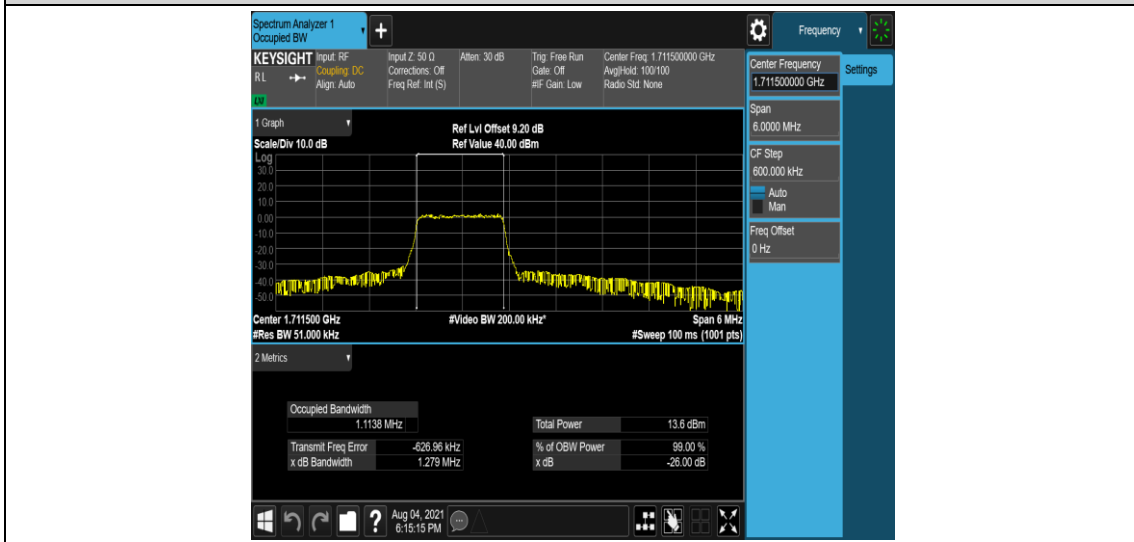 Spectrum Analyzer 1
Occupied BW
Frequency
KEYSIGHT
RL
Input: RF
Coupling: DC
Align: Auto
Input Z: 50 Ω
Corrections: Off
Freq Ref: Int (S)
Atten: 30 dB
Trig: Free Run
Gate: Off
#IF Gain: Low
Center Freq: 1.711500000 GHz
Avg|Hold: 100/100
Radio Std: None
Center Frequency
1.711500000 GHz
Settings
Span
6.0000 MHz
CF Step
600.000 kHz
Auto
Man
Freq Offset
0 Hz
1 Graph
Scale/Div 10.0 dB
Ref Lvl Offset 9.20 dB
Ref Value 40.00 dBm
Log
30.0
20.0
10.0
0.00
-10.0
-20.0
-30.0
-40.0
-50.0
Center 1.711500 GHz
#Video BW 200.00 kHz*
Span 6 MHz
#Res BW 51.000 kHz
#Sweep 100 ms (1001 pts)
2 Metrics
Occupied Bandwidth
1.1138 MHz
Total Power 13.6 dBm
Transmit Freq Error -626.96 kHz
% of OBW Power 99.00 %
x dB Bandwidth 1.279 MHz
x dB -26.00 dB
?
Aug 04, 2021
6:15:15 PM